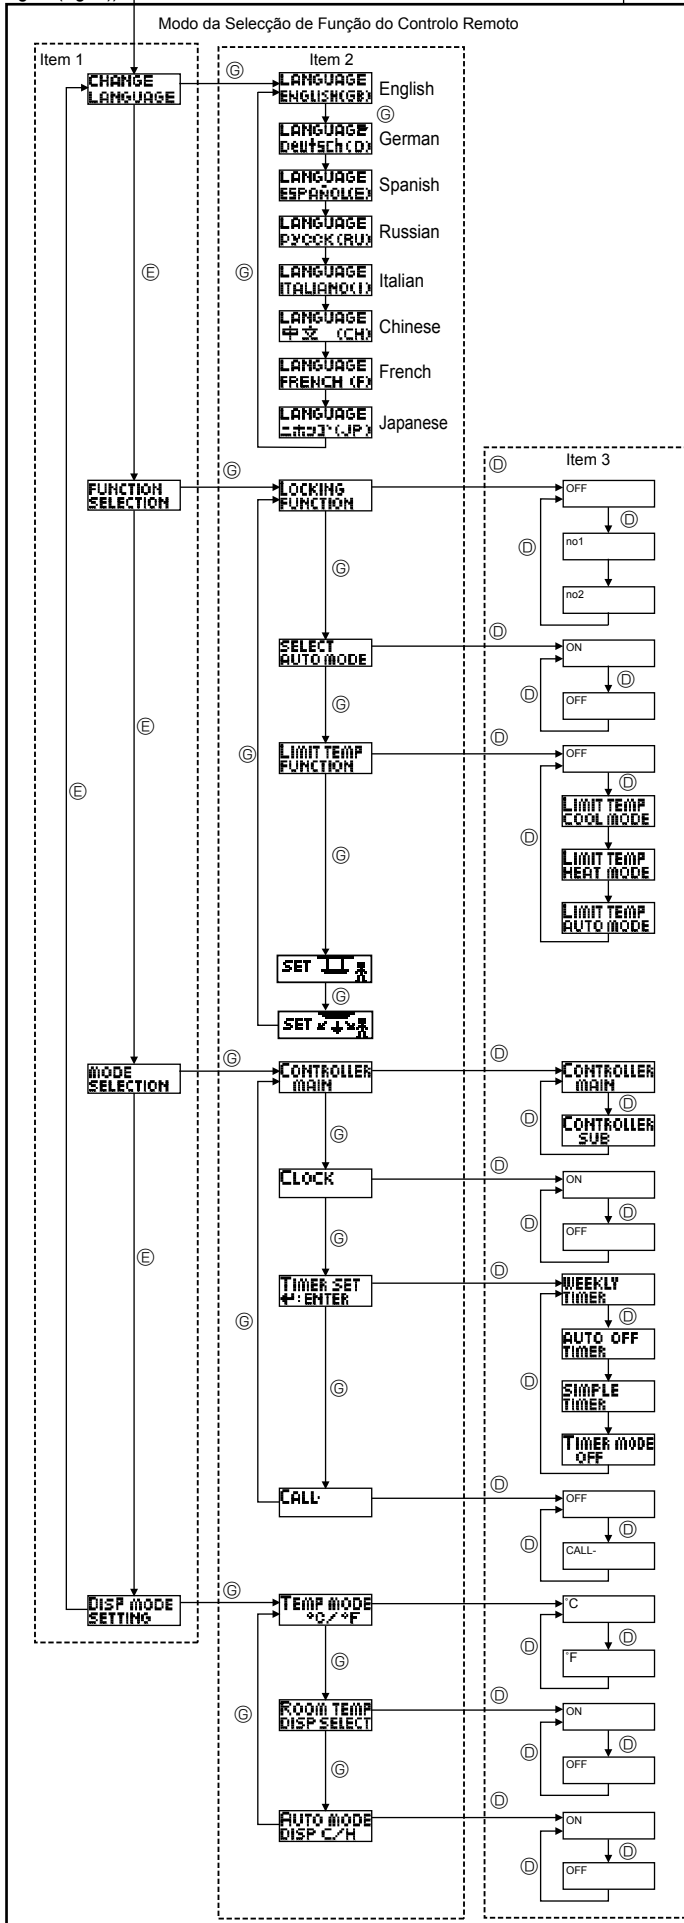 Modo da Selecção de Função do Controlo Remoto
Item 1
Item 2
CHANGE
LANGUAGE
Ⓖ
LANGUAGE
ENGLISH(GB)
English
Ⓖ
LANGUAGE
Deutsch(D)
German
LANGUAGE
ESPAÑOL(E)
Spanish
LANGUAGE
РУССК(RU)
Russian
Ⓔ
Ⓖ
LANGUAGE
ITALIANO(I)
Italian
LANGUAGE
中文 (CH)
Chinese
LANGUAGE
FRENCH (F)
French
LANGUAGE
ニホンゴ(JP)
Japanese
Item 3
FUNCTION
SELECTION
Ⓖ
LOCKING
FUNCTION
Ⓓ
OFF
Ⓓ
Ⓓ
no1
Ⓖ
no2
SELECT
AUTO MODE
Ⓓ
ON
Ⓓ
Ⓓ
OFF
Ⓔ
Ⓖ
Ⓖ
LIMIT TEMP
FUNCTION
Ⓓ
OFF
Ⓓ
Ⓔ
LIMIT TEMP
COOL MODE
Ⓓ
Ⓖ
LIMIT TEMP
HEAT MODE
LIMIT TEMP
AUTO MODE
SET
Ⓖ
SET
MODE
SELECTION
Ⓖ
CONTROLLER
MAIN
Ⓓ
CONTROLLER
MAIN
Ⓓ
Ⓓ
CONTROLLER
SUB
Ⓖ
CLOCK
Ⓓ
ON
Ⓓ
Ⓓ
OFF
Ⓔ
Ⓖ
TIMER SET
↵:ENTER
Ⓓ
WEEKLY
TIMER
Ⓓ
Ⓖ
AUTO OFF
TIMER
Ⓓ
Ⓖ
SIMPLE
TIMER
TIMER MODE
OFF
CALL-
Ⓓ
OFF
Ⓓ
Ⓓ
CALL-
DISP MODE
SETTING
Ⓖ
TEMP MODE
°C/°F
°C
Ⓓ
Ⓓ
°F
Ⓖ
Ⓖ
ROOM TEMP
DISP SELECT
Ⓓ
ON
Ⓓ
Ⓓ
OFF
Ⓖ
AUTO MODE
DISP C/H
Ⓓ
ON
Ⓓ
Ⓓ
OFF